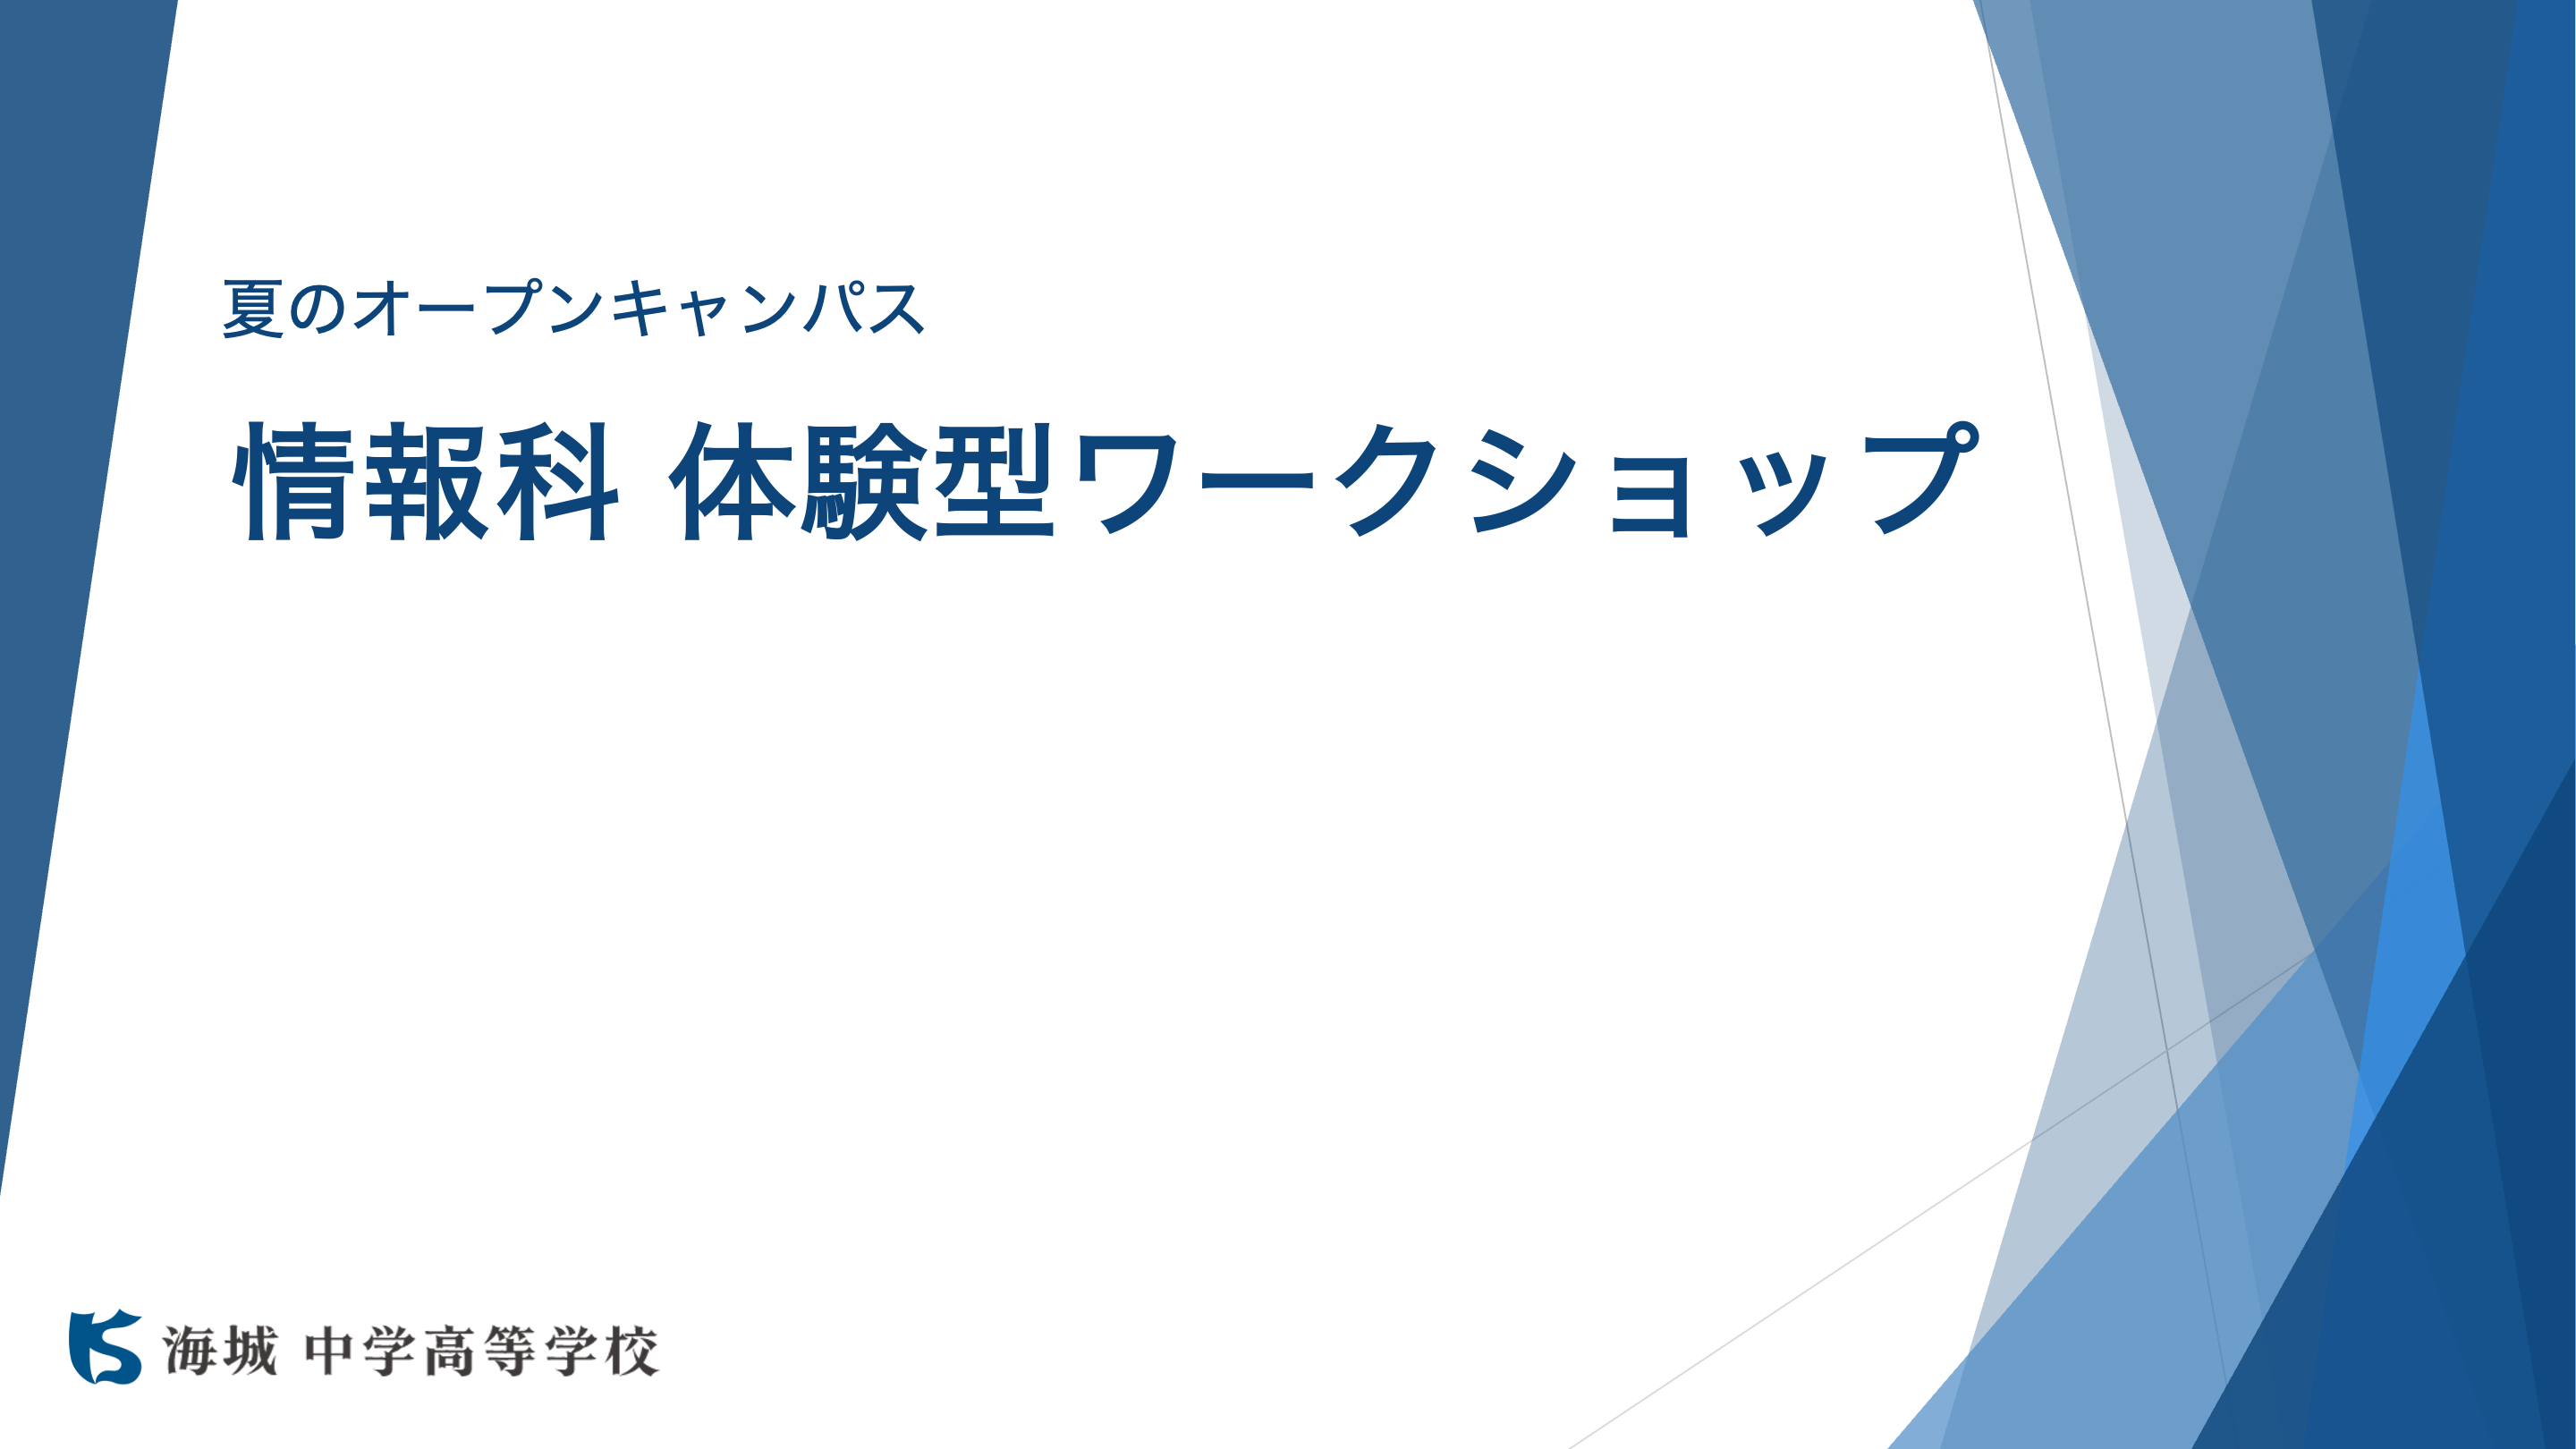 夏のオープンキャンパス
情報科 体験型ワークショップ
海城 中学高等学校